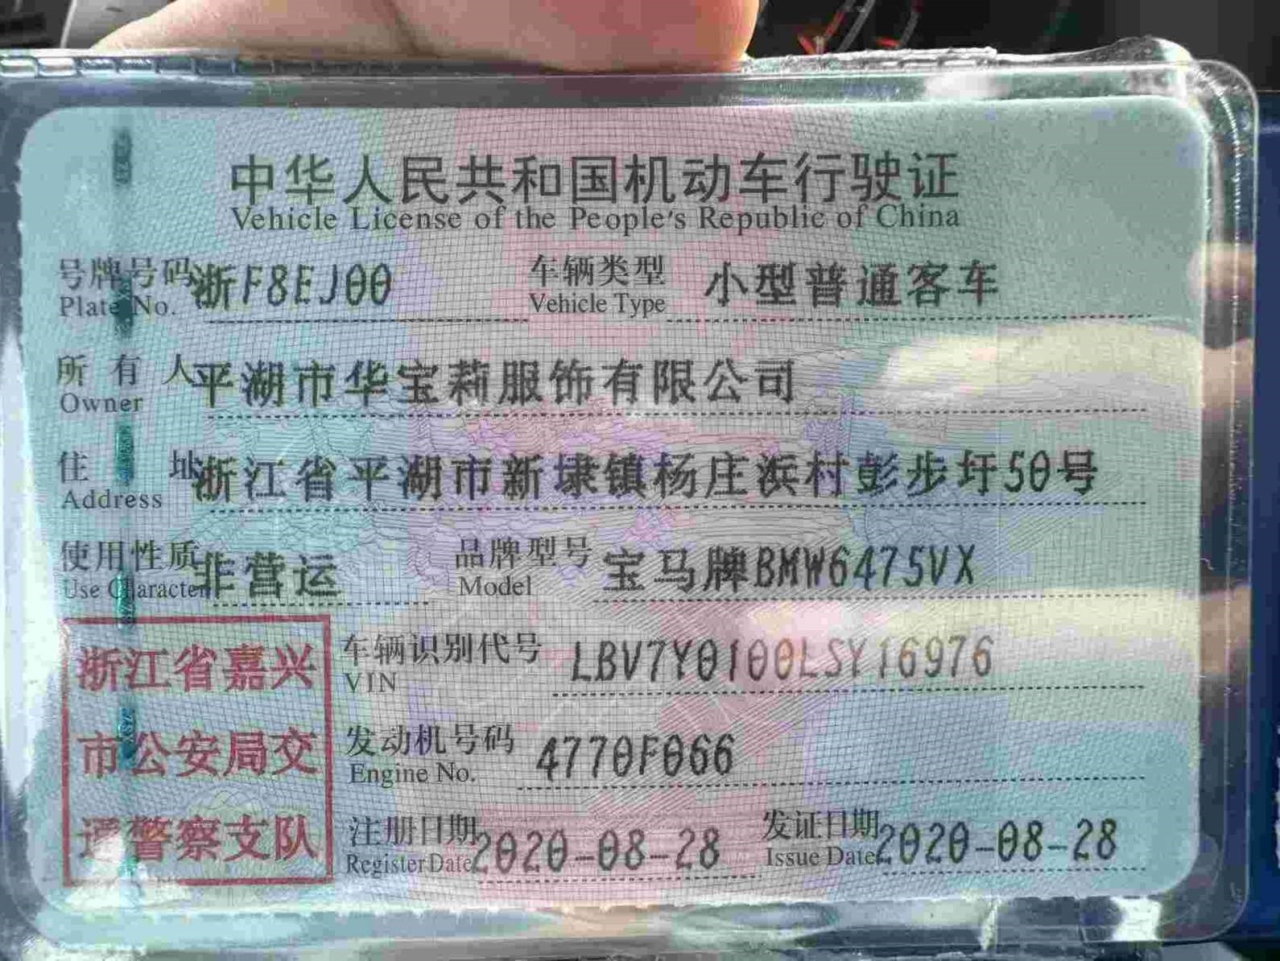 中华人民共和国机动车行驶证
Vehicle License of the People's Republic of China
号牌号码 浙F8EJ00 车辆类型 小型普通客车
Plate No. Vehicle Type
所有人 平湖市华宝莉服饰有限公司
Owner
住址 浙江省平湖市新埭镇杨庄浜村彭步圩50号
Address
使用性质 非营运 品牌型号 宝马牌BMW6475VX
Use Character Model
浙江省嘉兴
市公安局交
通警察支队
车辆识别代号 LBV7Y0100LSY16976
VIN
发动机号码 4770F066
Engine No.
注册日期 2020-08-28 发证日期 2020-08-28
Register Date Issue Date